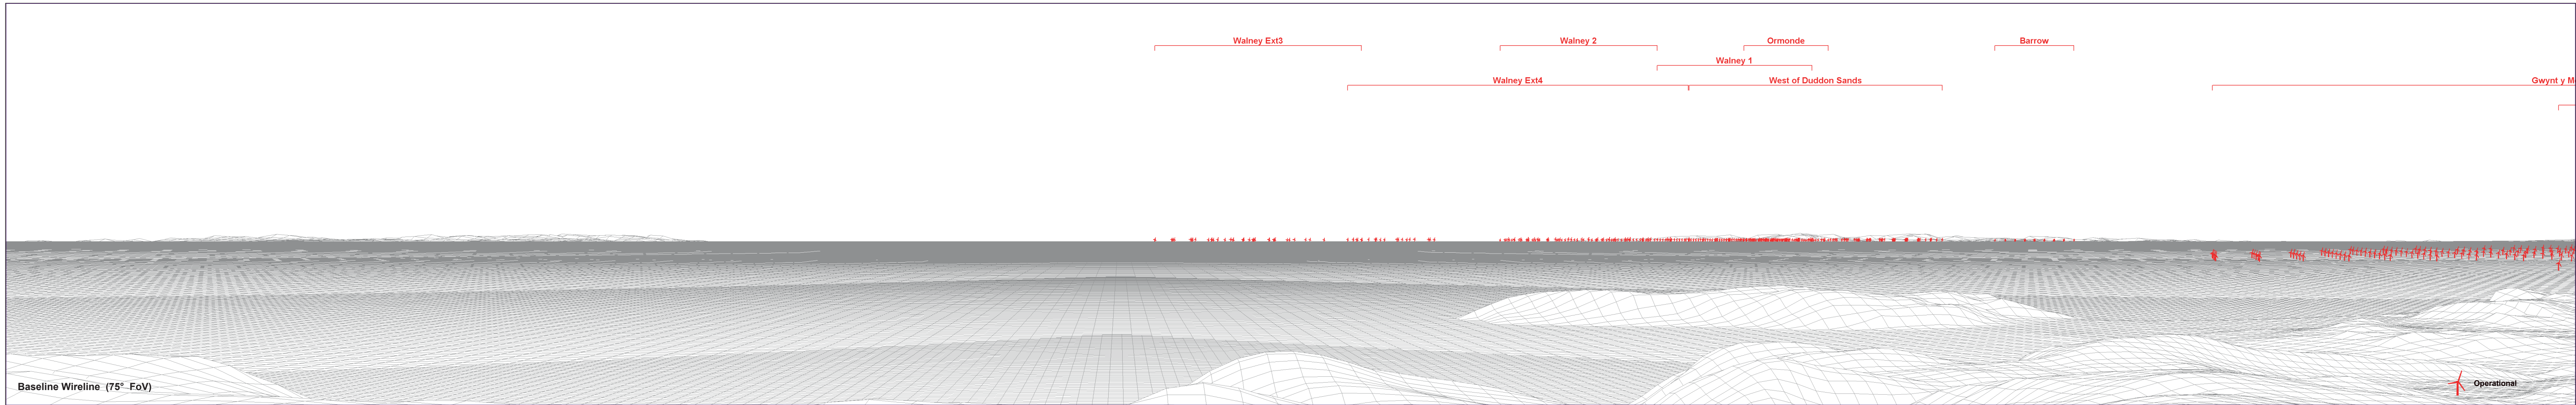 Walney Ext3
Walney 2
Ormonde
Barrow
Walney 1
Walney Ext4
West of Duddon Sands
Gwynt y M
Baseline Wireline (75° FoV)
Operational